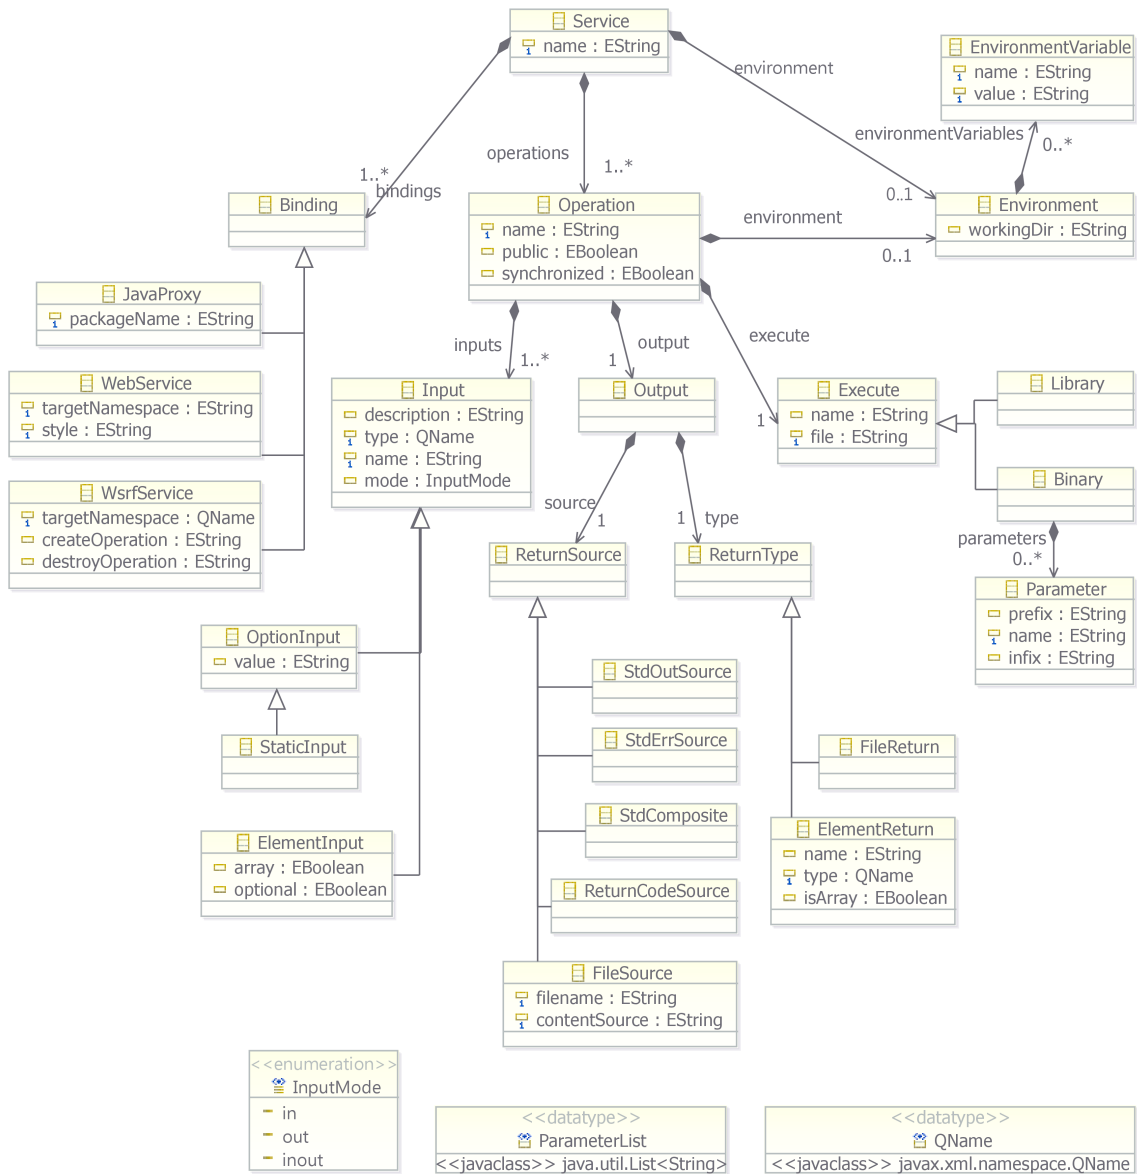 Service
name : EString
EnvironmentVariable
name : EString
value : EString
environment
environmentVariables
0..*
operations
1..*
1..*
bindings
0..1
Binding
Operation
name : EString
public : EBoolean
synchronized : EBoolean
environment
0..1
Environment
workingDir : EString
JavaProxy
packageName : EString
inputs
1..*
output
1
execute
1
WebService
targetNamespace : EString
style : EString
Input
description : EString
type : QName
name : EString
mode : InputMode
Output
Execute
name : EString
file : EString
Library
Binary
WsrfService
targetNamespace : QName
createOperation : EString
destroyOperation : EString
source
1
1
type
parameters
0..*
ReturnSource
ReturnType
Parameter
prefix : EString
name : EString
infix : EString
OptionInput
value : EString
StdOutSource
StaticInput
StdErrSource
FileReturn
StdComposite
ElementInput
array : EBoolean
optional : EBoolean
ElementReturn
name : EString
type : QName
isArray : EBoolean
ReturnCodeSource
FileSource
filename : EString
contentSource : EString
<<enumeration>>
InputMode
in
out
inout
<<datatype>>
ParameterList
<<javaclass>> java.util.List<String>
<<datatype>>
QName
<<javaclass>> javax.xml.namespace.QName